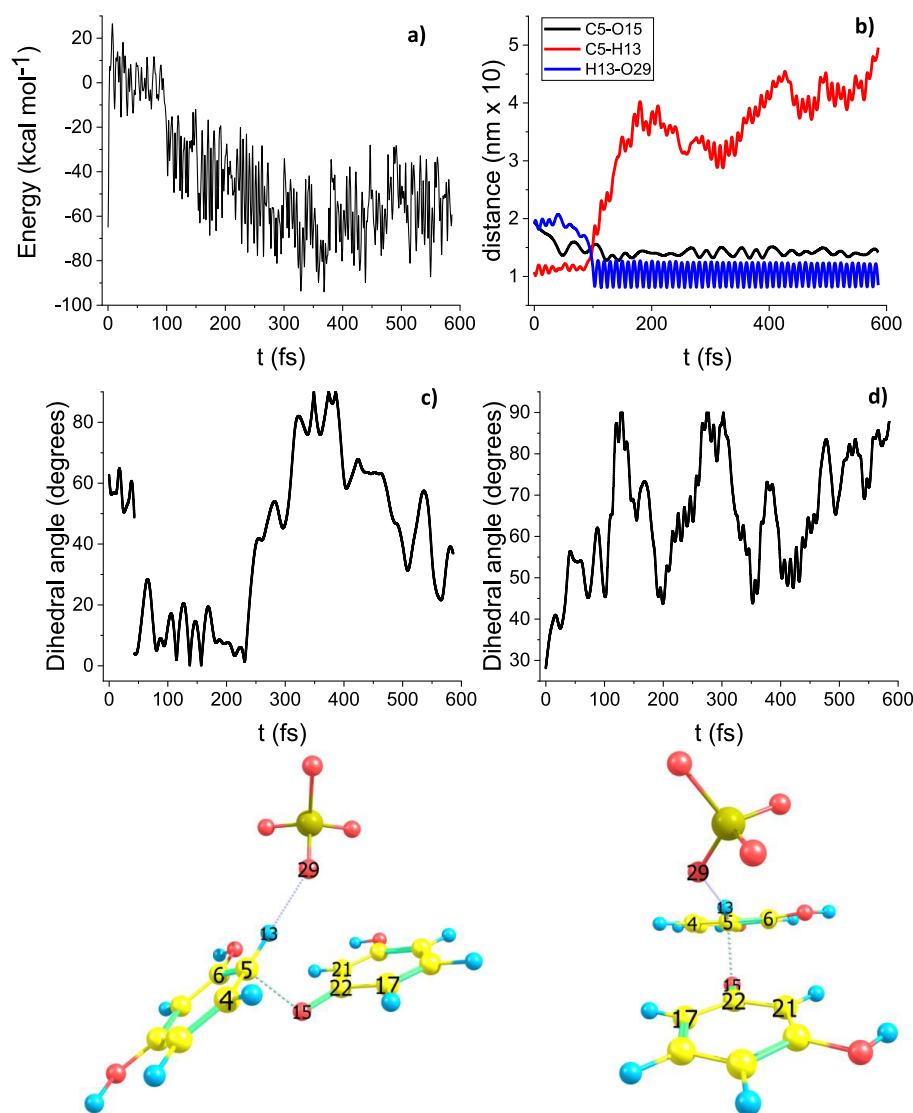 a)
Energy (kcal mol⁻¹)
20
0
-20
-40
-60
-80
-100
0 100 200 300 400 500 600
t (fs)
b)
C5-O15
C5-H13
H13-O29
distance (nm x 10)
5
4
3
2
1
0 200 400 600
t (fs)
c)
Dihedral angle (degrees)
80
60
40
20
0
0 100 200 300 400 500 600
t (fs)
d)
Dihedral angle (degrees)
90
80
70
60
50
40
30
0 100 200 300 400 500 600
t (fs)
29
13
6 5 21
4 22 17
15
29
13
4 5 6
15
17 22 21